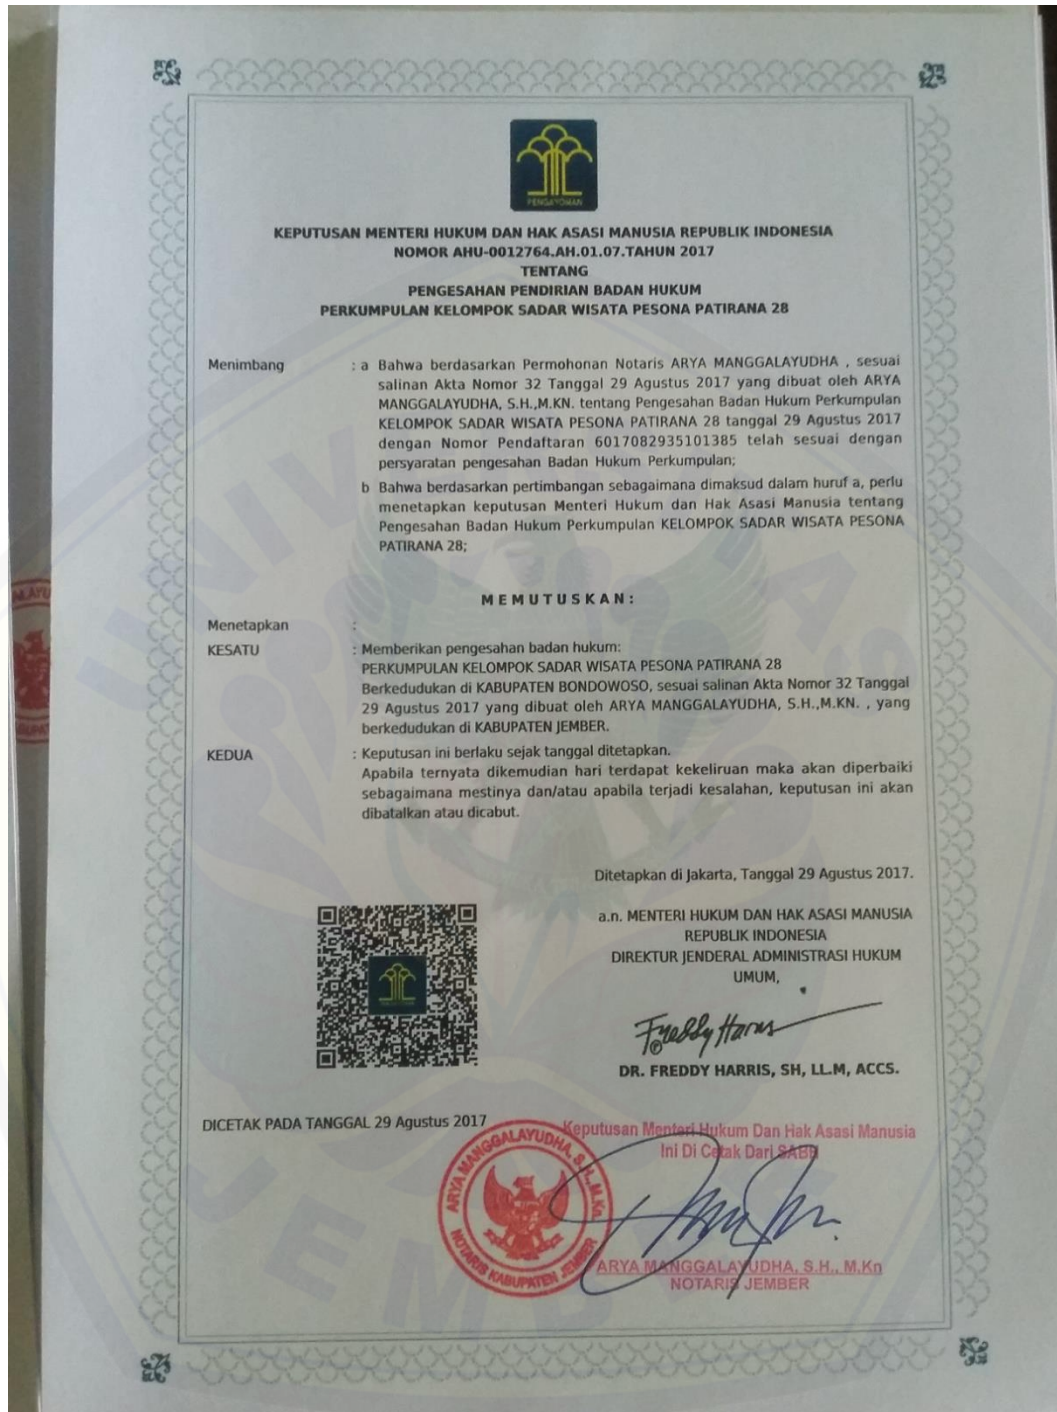 PENGAYOMAN
KEPUTUSAN MENTERI HUKUM DAN HAK ASASI MANUSIA REPUBLIK INDONESIA
NOMOR AHU-0012764.AH.01.07.TAHUN 2017
TENTANG
PENGESAHAN PENDIRIAN BADAN HUKUM
PERKUMPULAN KELOMPOK SADAR WISATA PESONA PATIRANA 28
Menimbang : a Bahwa berdasarkan Permohonan Notaris ARYA MANGGALAYUDHA , sesuai
salinan Akta Nomor 32 Tanggal 29 Agustus 2017 yang dibuat oleh ARYA
MANGGALAYUDHA, S.H.,M.KN. tentang Pengesahan Badan Hukum Perkumpulan
KELOMPOK SADAR WISATA PESONA PATIRANA 28 tanggal 29 Agustus 2017
dengan Nomor Pendaftaran 6017082935101385 telah sesuai dengan
persyaratan pengesahan Badan Hukum Perkumpulan;
b Bahwa berdasarkan pertimbangan sebagaimana dimaksud dalam huruf a, perlu
menetapkan keputusan Menteri Hukum dan Hak Asasi Manusia tentang
Pengesahan Badan Hukum Perkumpulan KELOMPOK SADAR WISATA PESONA
PATIRANA 28;
MEMUTUSKAN:
Menetapkan :
KESATU : Memberikan pengesahan badan hukum:
PERKUMPULAN KELOMPOK SADAR WISATA PESONA PATIRANA 28
Berkedudukan di KABUPATEN BONDOWOSO, sesuai salinan Akta Nomor 32 Tanggal
29 Agustus 2017 yang dibuat oleh ARYA MANGGALAYUDHA, S.H.,M.KN. , yang
berkedudukan di KABUPATEN JEMBER.
KEDUA : Keputusan ini berlaku sejak tanggal ditetapkan.
Apabila ternyata dikemudian hari terdapat kekeliruan maka akan diperbaiki
sebagaimana mestinya dan/atau apabila terjadi kesalahan, keputusan ini akan
dibatalkan atau dicabut.
Ditetapkan di Jakarta, Tanggal 29 Agustus 2017.
a.n. MENTERI HUKUM DAN HAK ASASI MANUSIA
REPUBLIK INDONESIA
DIREKTUR JENDERAL ADMINISTRASI HUKUM
UMUM,
Freddy Harris
DR. FREDDY HARRIS, SH, LL.M, ACCS.
DICETAK PADA TANGGAL 29 Agustus 2017
Keputusan Menteri Hukum Dan Hak Asasi Manusia
Ini Di Cetak Dari SABH
ARYA MANGGALAYUDHA, S.H., M.Kn.
NOTARIS KABUPATEN JEMBER
ARYA MANGGALAYUDHA, S.H., M.Kn
NOTARIS JEMBER